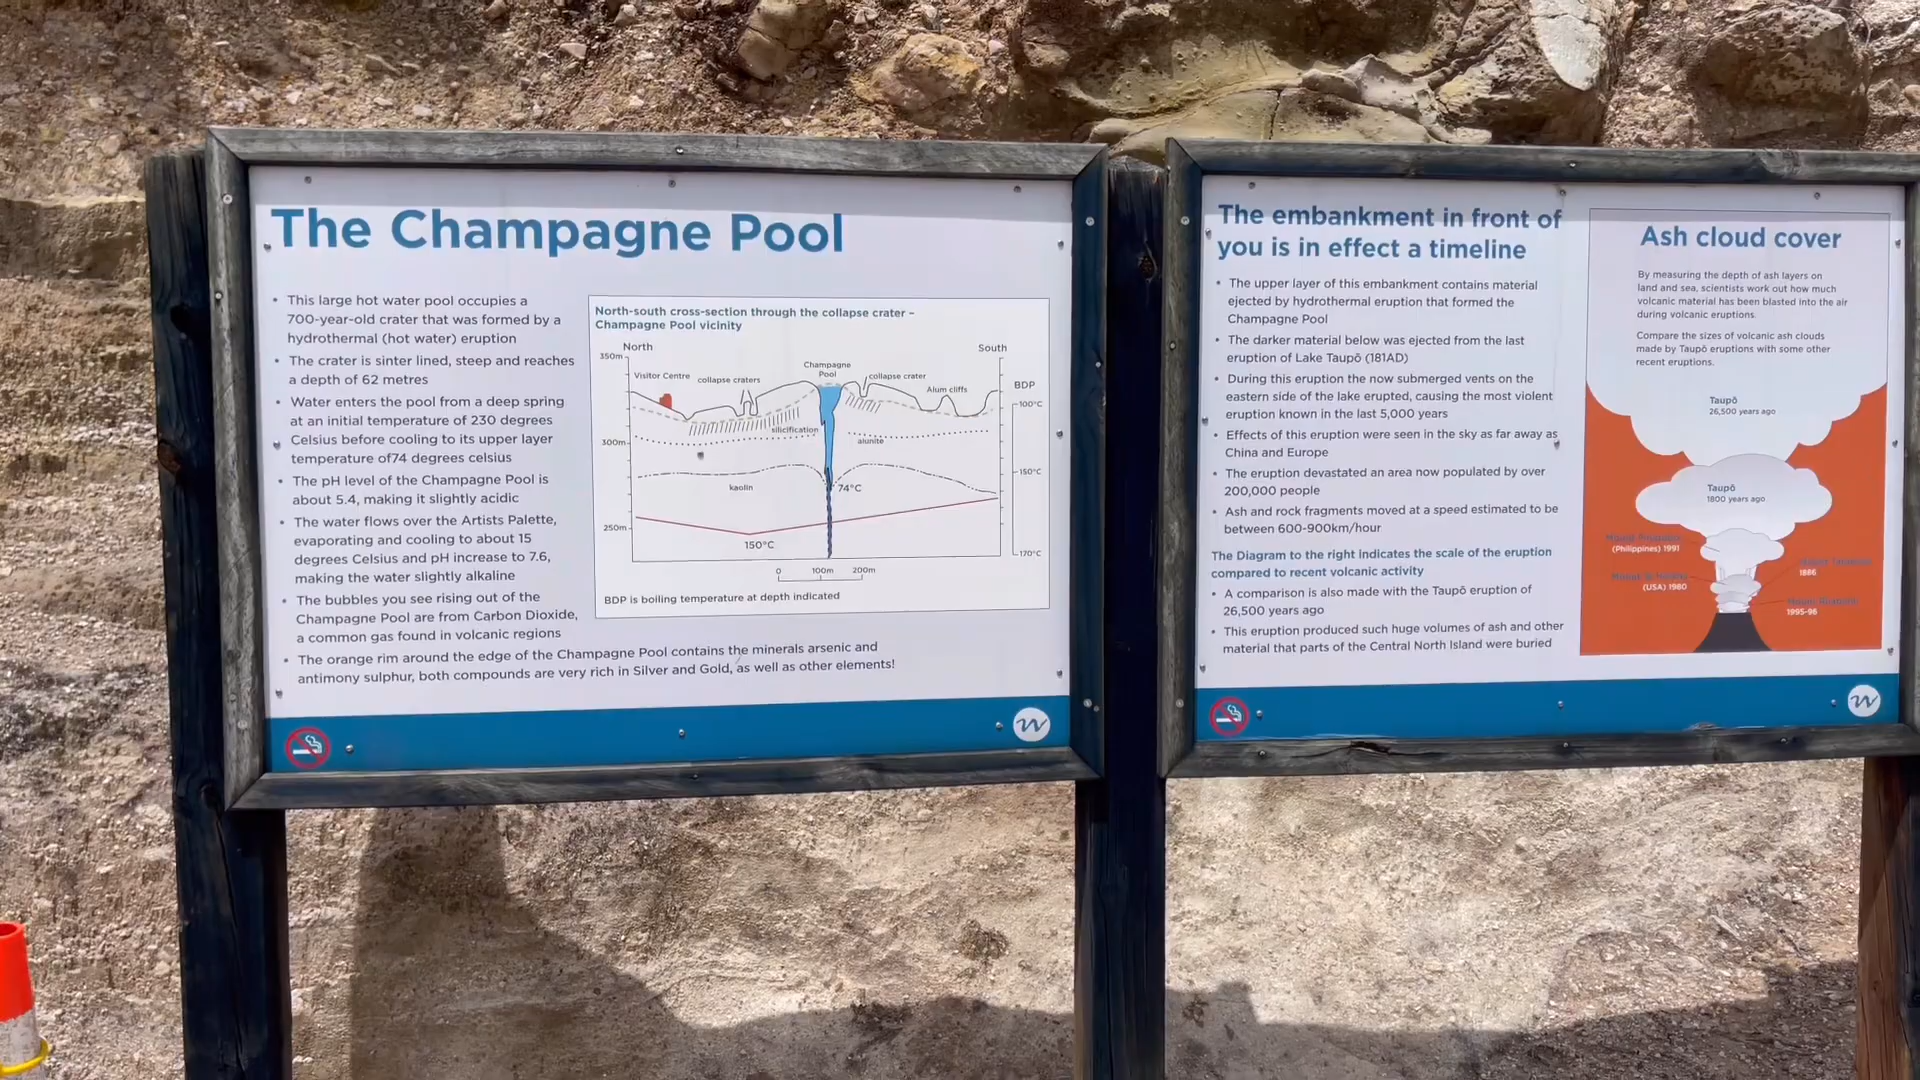 The Champagne Pool
• This large hot water pool occupies a
700-year-old crater that was formed by a
hydrothermal (hot water) eruption
• The crater is sinter lined, steep and reaches
a depth of 62 metres
• Water enters the pool from a deep spring
at an initial temperature of 230 degrees
Celsius before cooling to its upper layer
temperature of74 degrees celsius
• The pH level of the Champagne Pool is
about 5.4, making it slightly acidic
• The water flows over the Artists Palette,
evaporating and cooling to about 15
degrees Celsius and pH increase to 7.6,
making the water slightly alkaline
• The bubbles you see rising out of the
Champagne Pool are from Carbon Dioxide,
a common gas found in volcanic regions
• The orange rim around the edge of the Champagne Pool contains the minerals arsenic and
antimony sulphur, both compounds are very rich in Silver and Gold, as well as other elements!
North-south cross-section through the collapse crater –
Champagne Pool vicinity
North
South
350m
Champagne
Pool
Visitor Centre
collapse craters
collapse crater
Alum cliffs
BDP
100°C
silicification
300m
alunite
150°C
kaolin
74°C
250m
150°C
170°C
0 100m 200m
BDP is boiling temperature at depth indicated
w
The embankment in front of
you is in effect a timeline
• The upper layer of this embankment contains material
ejected by hydrothermal eruption that formed the
Champagne Pool
• The darker material below was ejected from the last
eruption of Lake Taupō (181AD)
• During this eruption the now submerged vents on the
eastern side of the lake erupted, causing the most violent
eruption known in the last 5,000 years
• Effects of this eruption were seen in the sky as far away as
China and Europe
• The eruption devastated an area now populated by over
200,000 people
• Ash and rock fragments moved at a speed estimated to be
between 600-900km/hour
The Diagram to the right indicates the scale of the eruption
compared to recent volcanic activity
• A comparison is also made with the Taupō eruption of
26,500 years ago
• This eruption produced such huge volumes of ash and other
material that parts of the Central North Island were buried
Ash cloud cover
By measuring the depth of ash layers on
land and sea, scientists work out how much
volcanic material has been blasted into the air
during volcanic eruptions.
Compare the sizes of volcanic ash clouds
made by Taupō eruptions with some other
recent eruptions.
Taupō
26,500 years ago
Taupō
1800 years ago
(Philippines) 1991
1886
(USA) 1980
1995-96
w